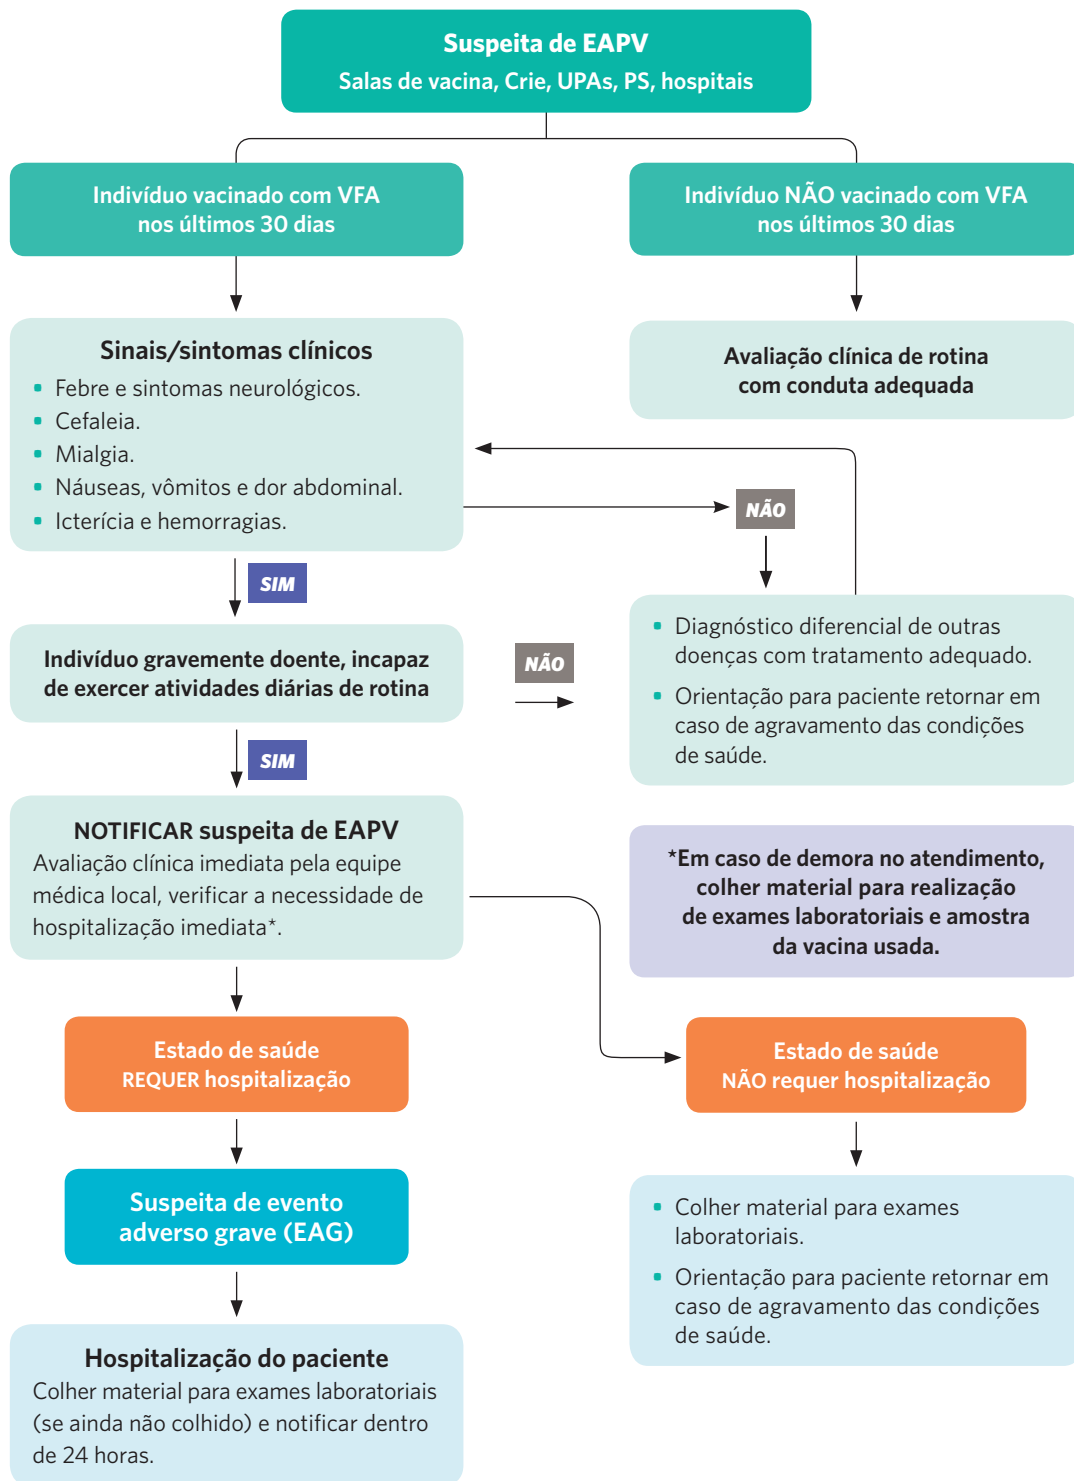 Suspeita de EAPV
Salas de vacina, Crie, UPAs, PS, hospitais
Indivíduo vacinado com VFA
nos últimos 30 dias
Indivíduo NÃO vacinado com VFA
nos últimos 30 dias
Sinais/sintomas clínicos
• Febre e sintomas neurológicos.
• Cefaleia.
• Mialgia.
• Náuseas, vômitos e dor abdominal.
• Icterícia e hemorragias.
Avaliação clínica de rotina
com conduta adequada
NÃO
SIM
Indivíduo gravemente doente, incapaz
de exercer atividades diárias de rotina
NÃO
• Diagnóstico diferencial de outras
doenças com tratamento adequado.
• Orientação para paciente retornar em
caso de agravamento das condições
de saúde.
SIM
NOTIFICAR suspeita de EAPV
Avaliação clínica imediata pela equipe
médica local, verificar a necessidade de
hospitalização imediata*.
*Em caso de demora no atendimento,
colher material para realização
de exames laboratoriais e amostra
da vacina usada.
Estado de saúde
REQUER hospitalização
Estado de saúde
NÃO requer hospitalização
Suspeita de evento
adverso grave (EAG)
• Colher material para exames
laboratoriais.
• Orientação para paciente retornar em
caso de agravamento das condições
de saúde.
Hospitalização do paciente
Colher material para exames laboratoriais
(se ainda não colhido) e notificar dentro
de 24 horas.